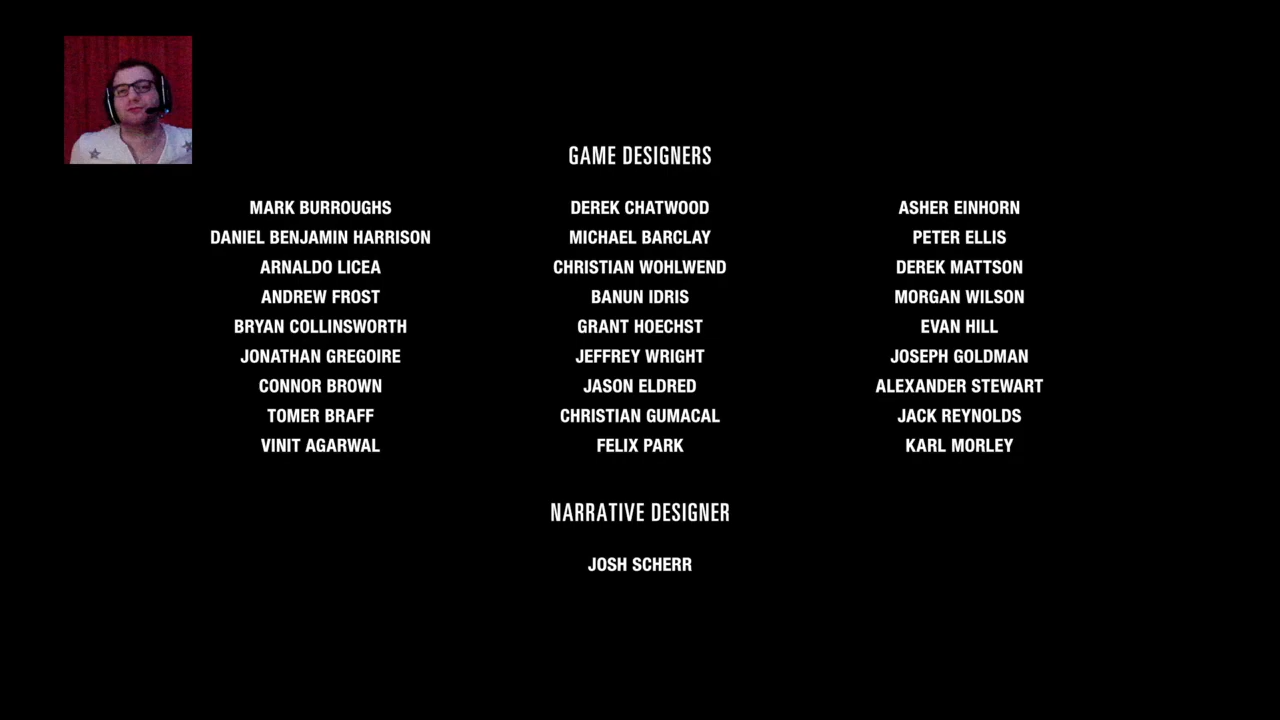 GAME DESIGNERS
MARK BURROUGHS DEREK CHATWOOD ASHER EINHORN
DANIEL BENJAMIN HARRISON MICHAEL BARCLAY PETER ELLIS
ARNALDO LICEA CHRISTIAN WOHLWEND DEREK MATTSON
ANDREW FROST BANUN IDRIS MORGAN WILSON
BRYAN COLLINSWORTH GRANT HOECHST EVAN HILL
JONATHAN GREGOIRE JEFFREY WRIGHT JOSEPH GOLDMAN
CONNOR BROWN JASON ELDRED ALEXANDER STEWART
TOMER BRAFF CHRISTIAN GUMACAL JACK REYNOLDS
VINIT AGARWAL FELIX PARK KARL MORLEY
NARRATIVE DESIGNER
JOSH SCHERR